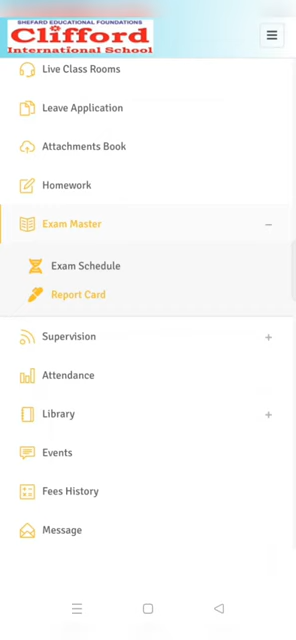 SHEFARD EDUCATIONAL FOUNDATIONS
Clifford
International School
Live Class Rooms
Leave Application
Attachments Book
Homework
Exam Master
Exam Schedule
Report Card
Supervision
Attendance
Library
Events
Fees History
Message